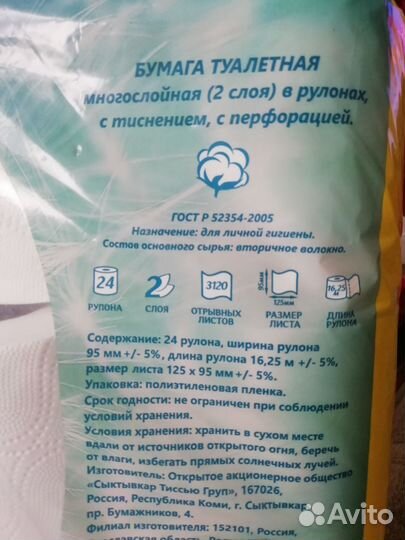 БУМАГА ТУАЛЕТНАЯ
многослойная (2 слоя) в рулонах,
с тиснением, с перфорацией.
ГОСТ Р 52354-2005
Назначение: для личной гигиены.
Состав основного сырья: вторичное волокно.
24
РУЛОНА
2
СЛОЯ
3120
ОТРЫВНЫХ
ЛИСТОВ
95мм
125мм
РАЗМЕР
ЛИСТА
16,25
М
ДЛИНА
РУЛОНА
Содержание: 24 рулона, ширина рулона
95 мм +/- 5%, длина рулона 16,25 м +/- 5%,
размер листа 125 х 95 мм +/- 5%.
Упаковка: полиэтиленовая пленка.
Срок годности: не ограничен при соблюдении
условий хранения.
Условия хранения: хранить в сухом месте
вдали от источников открытого огня, беречь
от влаги, избегать прямых солнечных лучей.
Изготовитель: Открытое акционерное общество
«Сыктывкар Тиссью Груп», 167026,
Россия, Республика Коми, г. Сыктывкар,
пр. Бумажников, 4.
Филиал изготовителя: 152101, Россия,
Ярославская область,
Avito